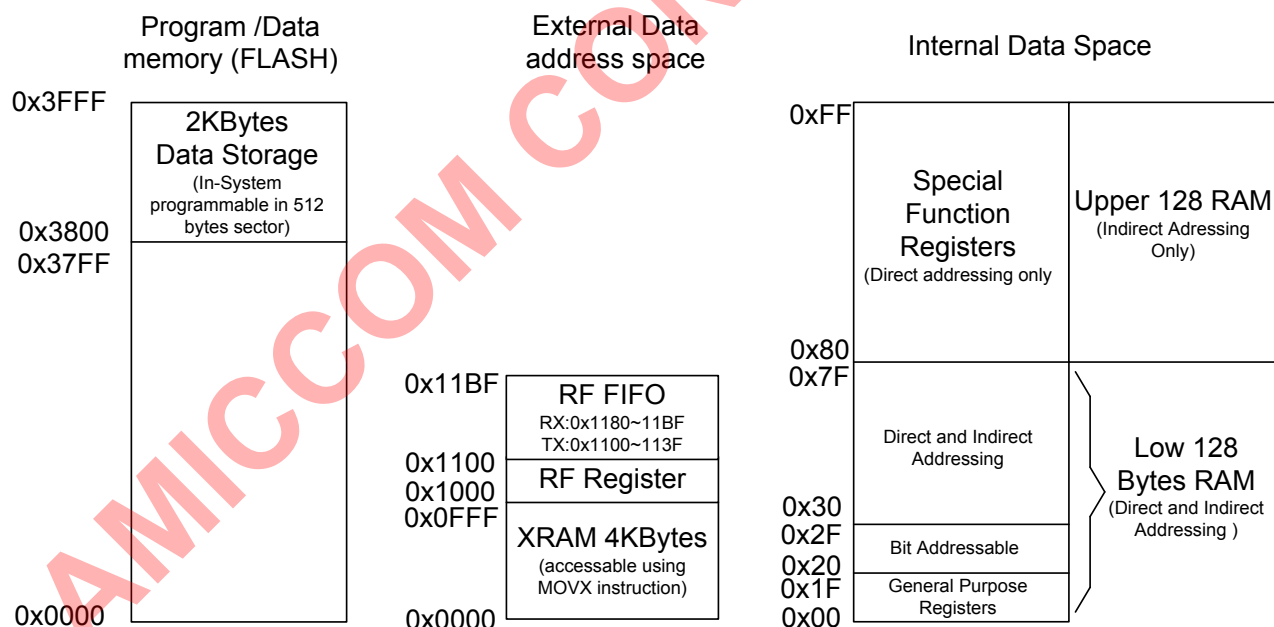 Program /Data
memory (FLASH)
0x3FFF
2KBytes
Data Storage
(In-System
programmable in 512
bytes sector)
0x3800
0x37FF
0x0000
External Data
address space
0x11BF
RF FIFO
RX:0x1180~11BF
TX:0x1100~113F
0x1100
RF Register
0x1000
0x0FFF
XRAM 4KBytes
(accessable using
MOVX instruction)
0x0000
Internal Data Space
0xFF
Special
Function
Registers
(Direct addressing only
Upper 128 RAM
(Indirect Adressing
Only)
0x80
0x7F
Direct and Indirect
Addressing
Low 128
Bytes RAM
(Direct and Indirect
Addressing )
0x30
0x2F
Bit Addressable
0x20
0x1F
General Purpose
Registers
0x00
AMICCOM